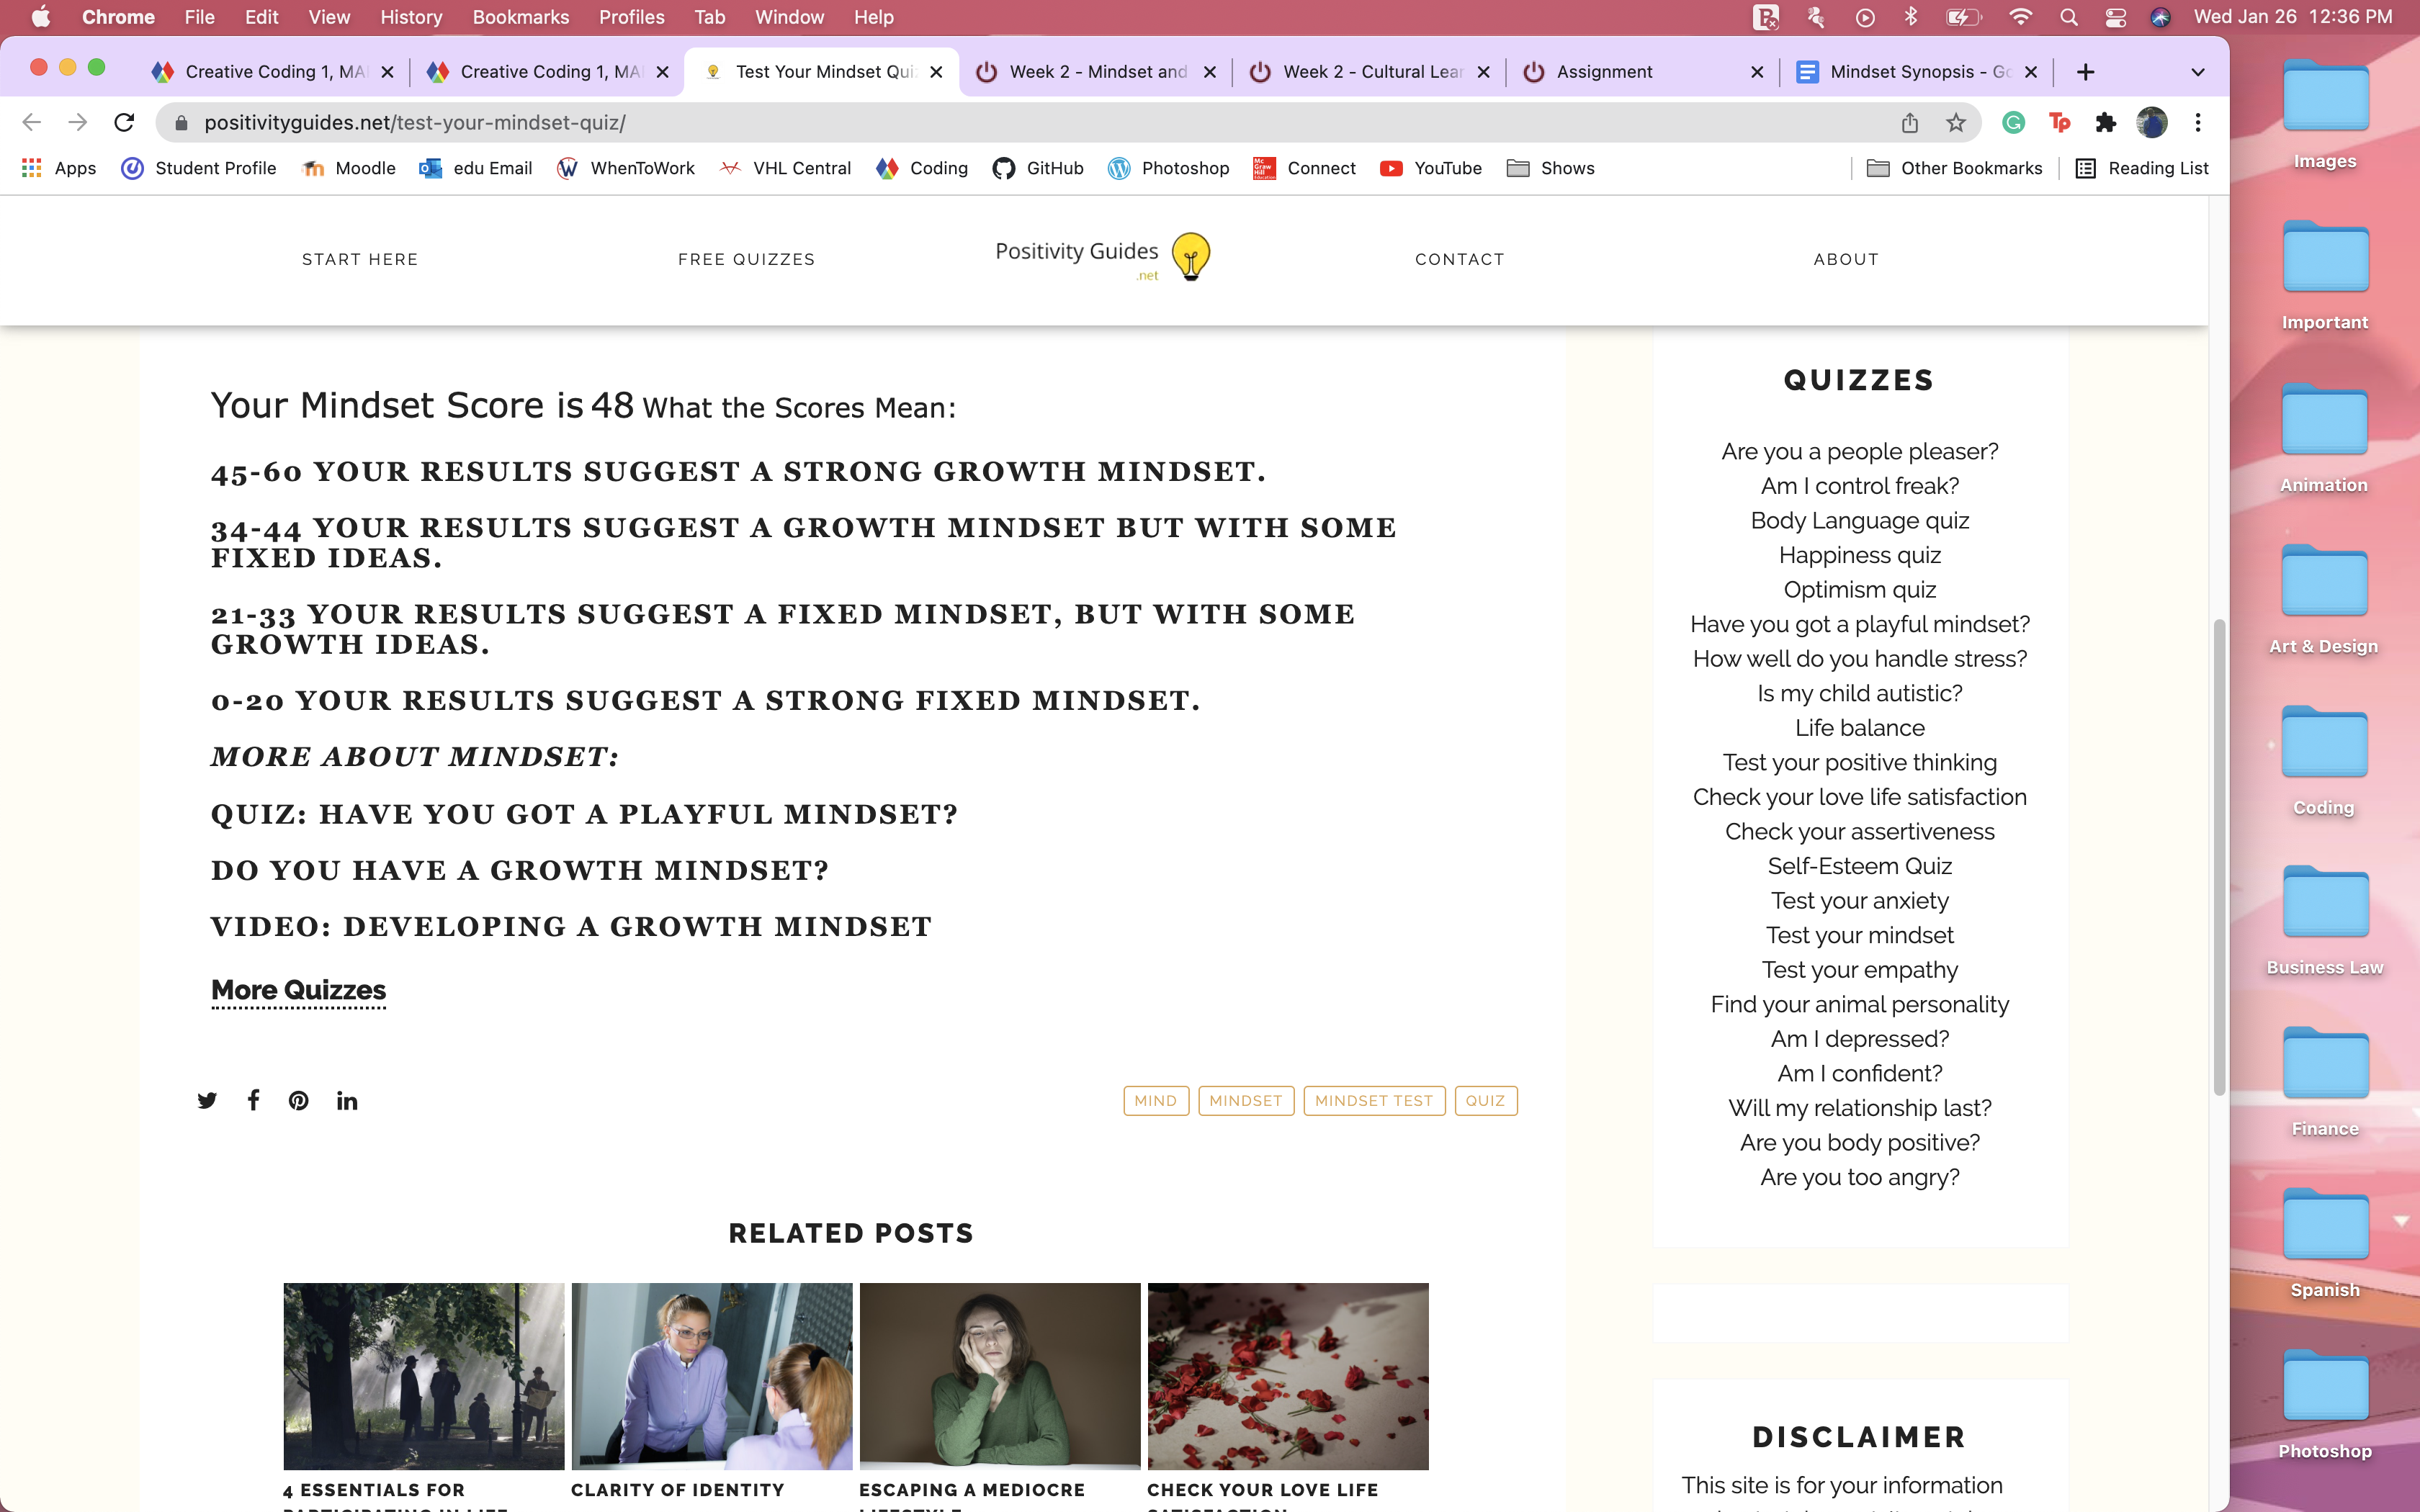 Chrome File Edit View History Bookmarks Profiles Tab Window Help
Wed Jan 26 12:36 PM
Creative Coding 1, MA
Creative Coding 1, MA
Test Your Mindset Qui
Week 2 - Mindset and
Week 2 - Cultural Lear
Assignment
Mindset Synopsis - Go
positivityguides.net/test-your-mindset-quiz/
Apps Student Profile Moodle edu Email WhenToWork VHL Central Coding GitHub Photoshop Connect YouTube Shows Other Bookmarks Reading List
START HERE
FREE QUIZZES
Positivity Guides
.net
CONTACT
ABOUT
Your Mindset Score is 48 What the Scores Mean:
45-60 YOUR RESULTS SUGGEST A STRONG GROWTH MINDSET.
34-44 YOUR RESULTS SUGGEST A GROWTH MINDSET BUT WITH SOME
FIXED IDEAS.
21-33 YOUR RESULTS SUGGEST A FIXED MINDSET, BUT WITH SOME
GROWTH IDEAS.
0-20 YOUR RESULTS SUGGEST A STRONG FIXED MINDSET.
MORE ABOUT MINDSET:
QUIZ: HAVE YOU GOT A PLAYFUL MINDSET?
DO YOU HAVE A GROWTH MINDSET?
VIDEO: DEVELOPING A GROWTH MINDSET
More Quizzes
MIND
MINDSET
MINDSET TEST
QUIZ
RELATED POSTS
4 ESSENTIALS FOR
PARTICIPATING IN LIFE
CLARITY OF IDENTITY
ESCAPING A MEDIOCRE
LIFESTYLE
CHECK YOUR LOVE LIFE
SATISFACTION
QUIZZES
Are you a people pleaser?
Am I control freak?
Body Language quiz
Happiness quiz
Optimism quiz
Have you got a playful mindset?
How well do you handle stress?
Is my child autistic?
Life balance
Test your positive thinking
Check your love life satisfaction
Check your assertiveness
Self-Esteem Quiz
Test your anxiety
Test your mindset
Test your empathy
Find your animal personality
Am I depressed?
Am I confident?
Will my relationship last?
Are you body positive?
Are you too angry?
DISCLAIMER
This site is for your information
Images
Important
Animation
Art & Design
Coding
Business Law
Finance
Spanish
Photoshop